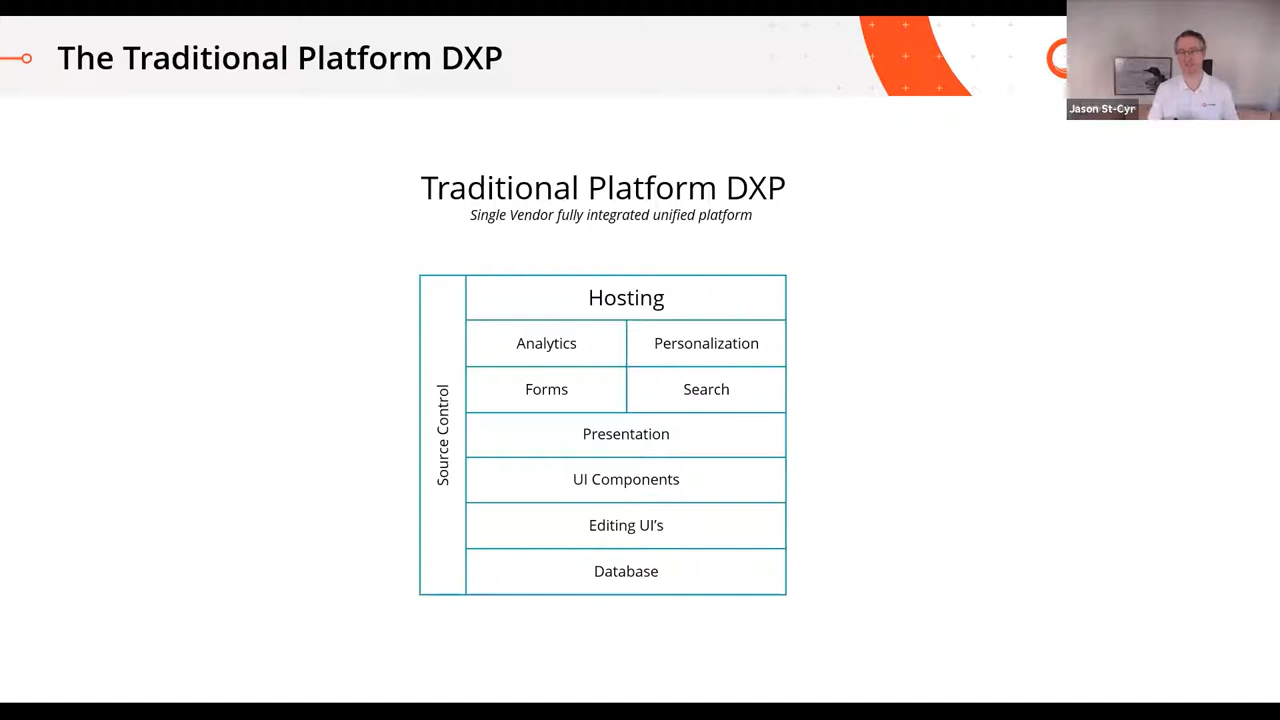 The Traditional Platform DXP
Jason St-Cyr
Traditional Platform DXP
Single Vendor fully integrated unified platform
Source Control
Hosting
Analytics
Personalization
Forms
Search
Presentation
UI Components
Editing UI's
Database